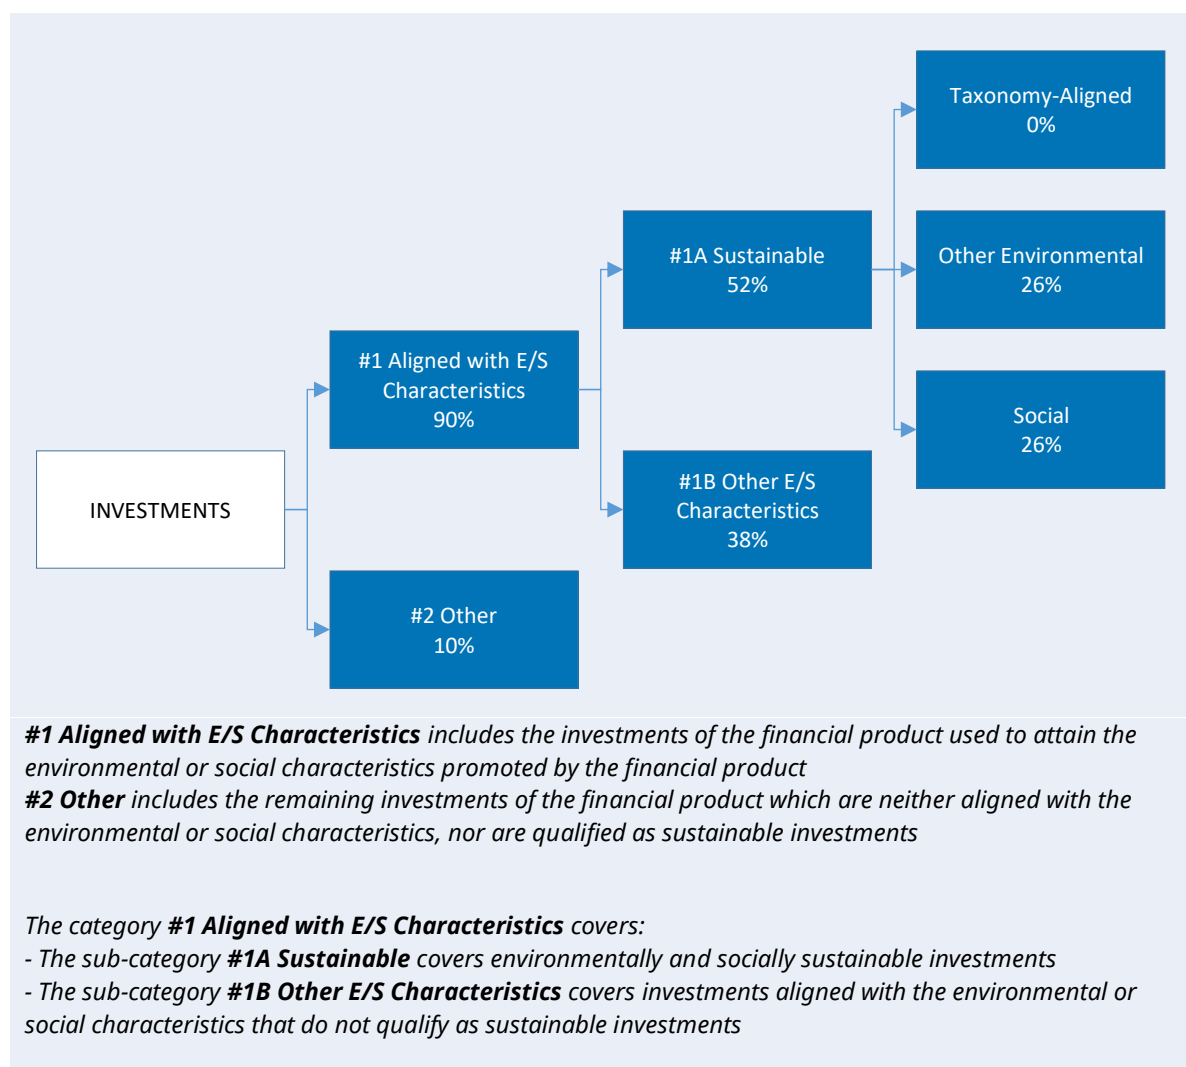 Taxonomy-Aligned
0%
#1A Sustainable
52%
Other Environmental
26%
#1 Aligned with E/S
Characteristics
90%
Social
26%
INVESTMENTS
#1B Other E/S
Characteristics
38%
#2 Other
10%
#1 Aligned with E/S Characteristics includes the investments of the financial product used to attain the
environmental or social characteristics promoted by the financial product
#2 Other includes the remaining investments of the financial product which are neither aligned with the
environmental or social characteristics, nor are qualified as sustainable investments
The category #1 Aligned with E/S Characteristics covers:
- The sub-category #1A Sustainable covers environmentally and socially sustainable investments
- The sub-category #1B Other E/S Characteristics covers investments aligned with the environmental or
social characteristics that do not qualify as sustainable investments